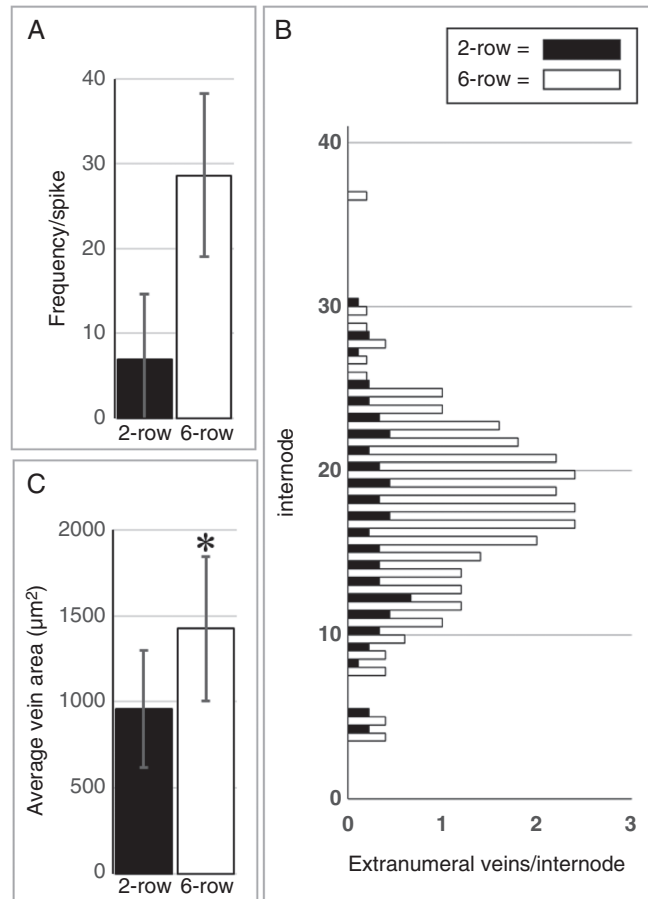 A
Frequency/spike
40
30
20
10
0
2-row 6-row
B
2-row =
6-row =
internode
40
30
20
10
0
0 1 2 3
Extranumeral veins/internode
C
Average vein area (µm²)
2000
1500
1000
500
0
*
2-row 6-row